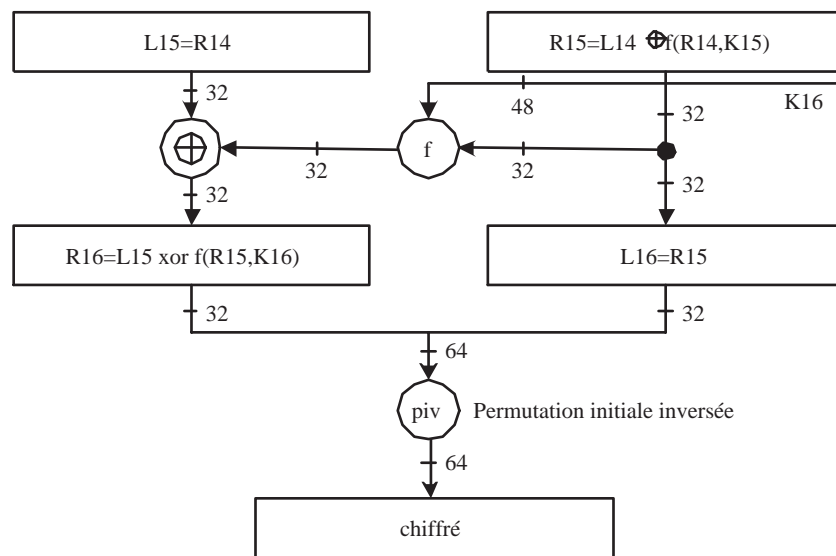 L15=R14
R15=L14 ⊕f(R14,K15)
32
48
K16
32
f
32
32
32
32
R16=L15 xor f(R15,K16)
L16=R15
32
32
64
piv
Permutation initiale inversée
64
chiffré